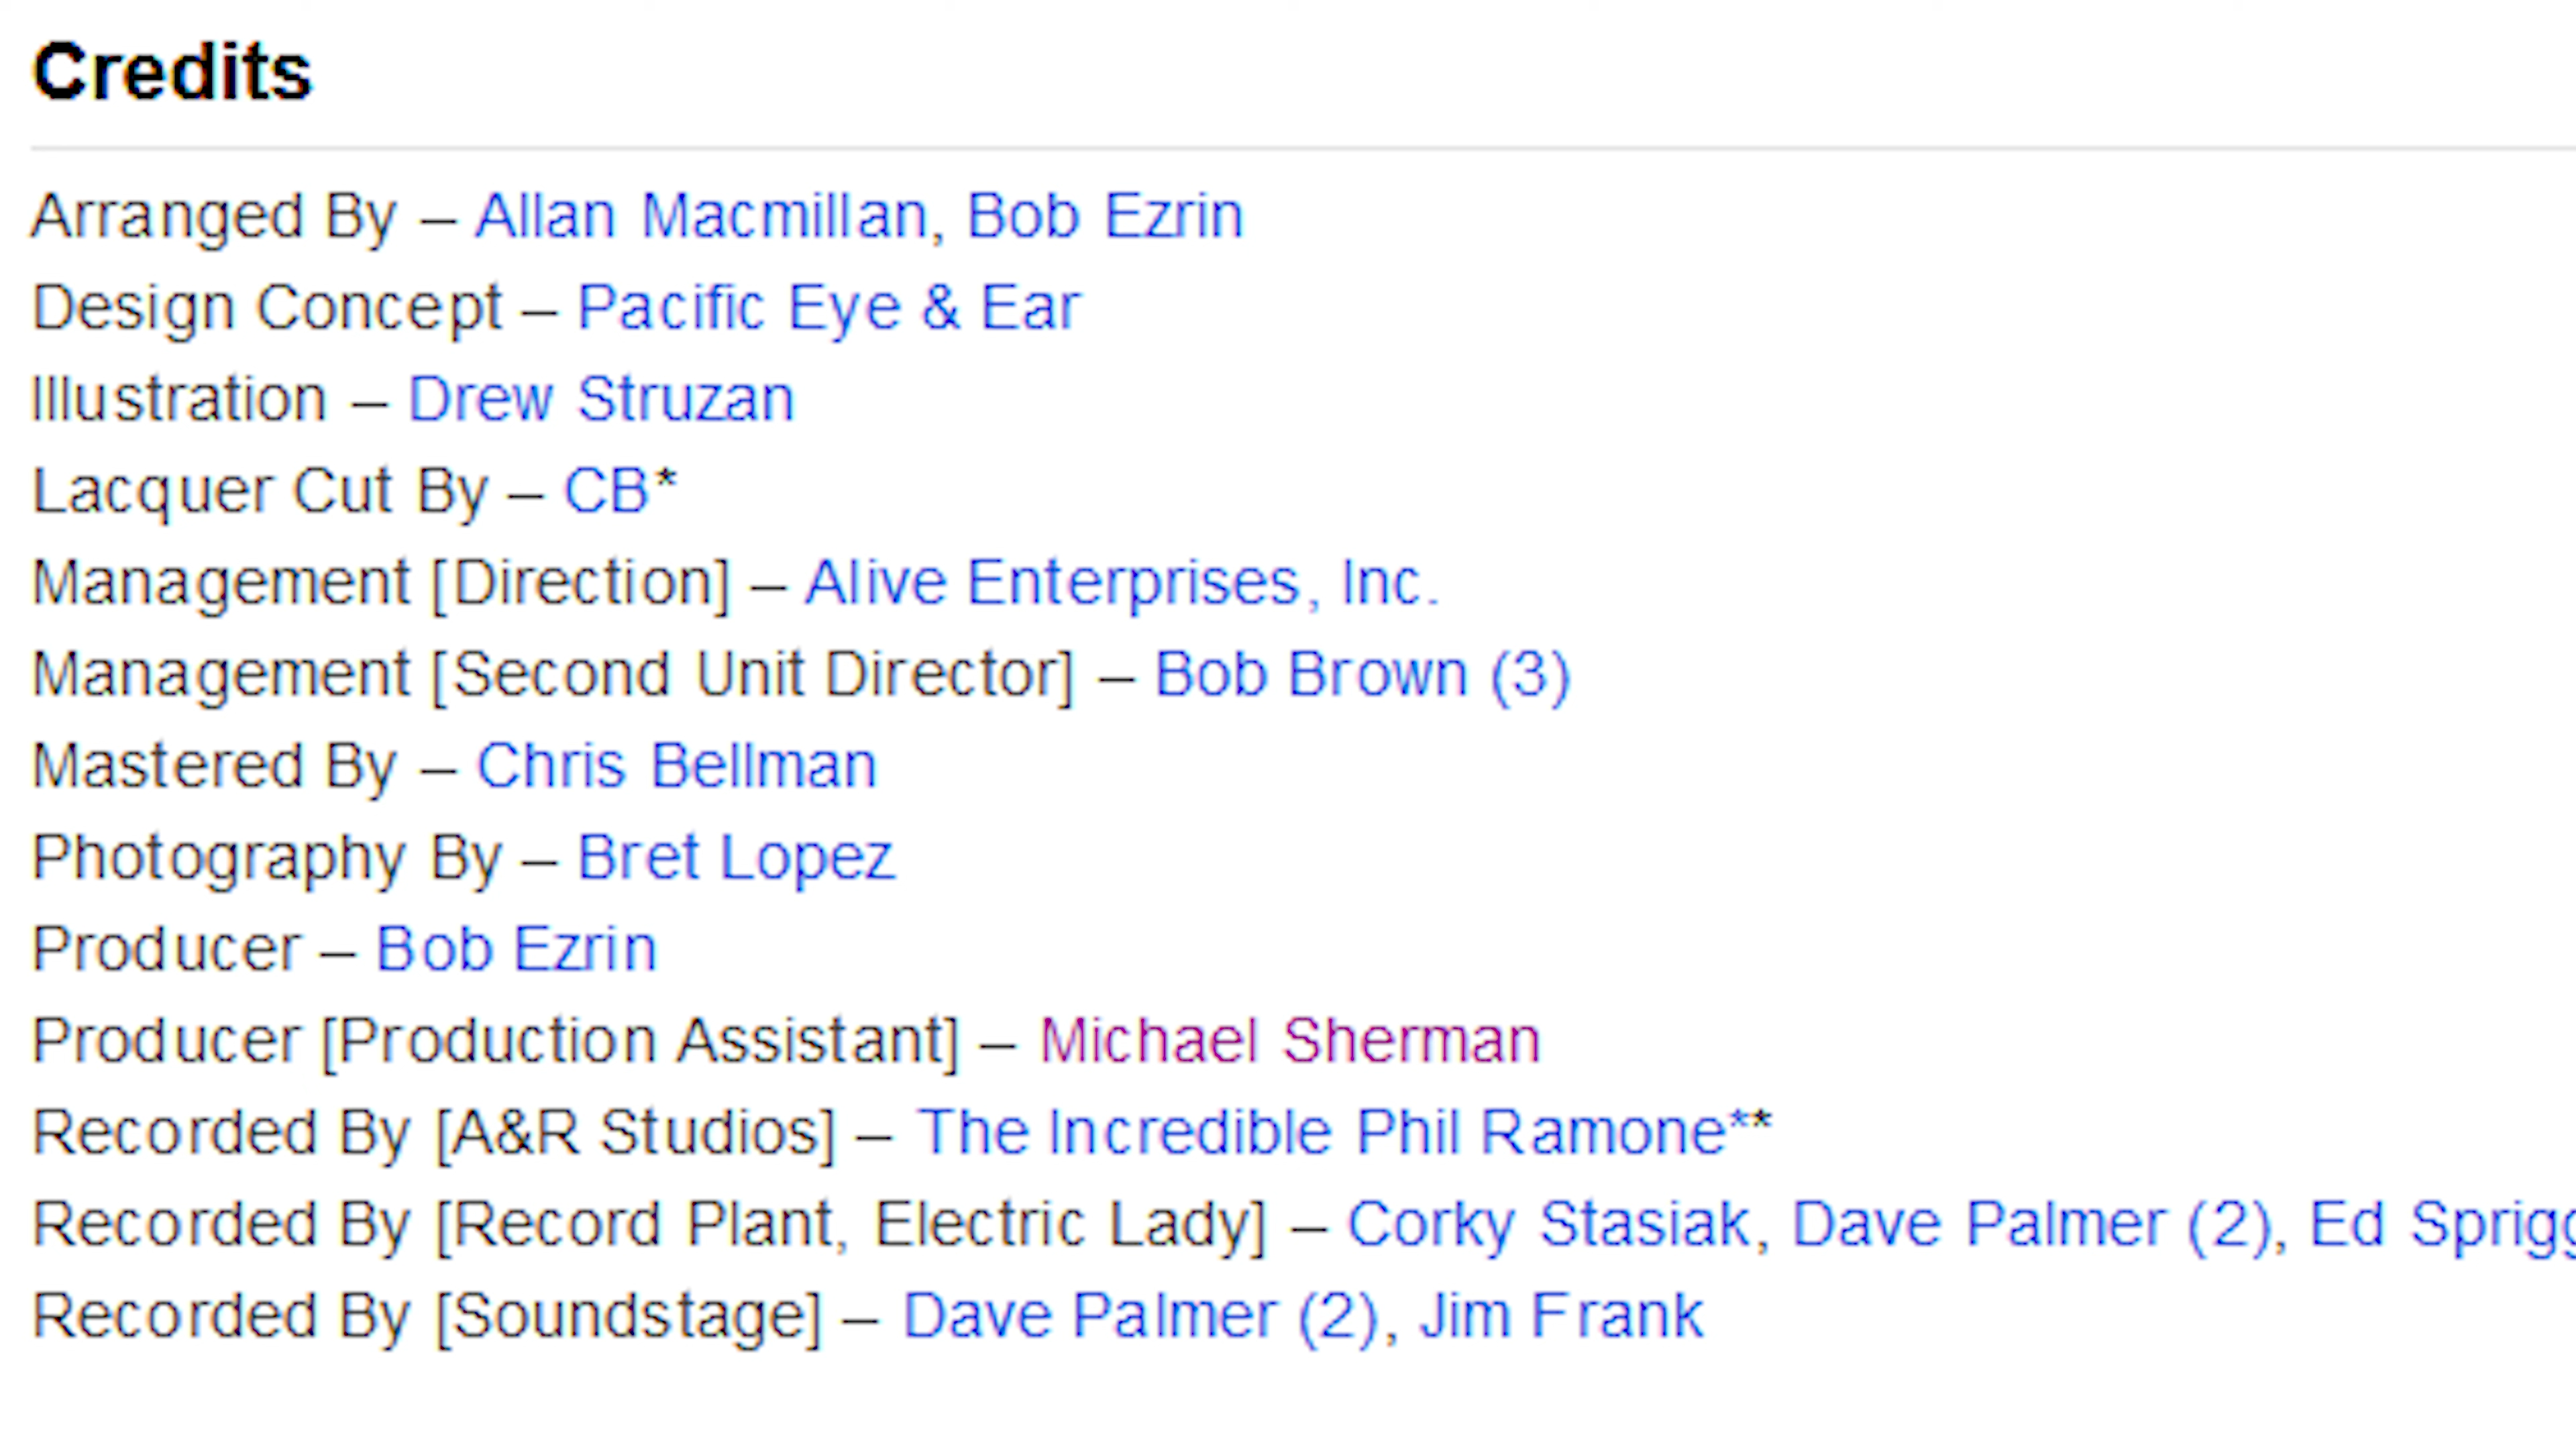 Credits
Arranged By – Allan Macmillan, Bob Ezrin
Design Concept – Pacific Eye & Ear
Illustration – Drew Struzan
Lacquer Cut By – CB*
Management [Direction] – Alive Enterprises, Inc.
Management [Second Unit Director] – Bob Brown (3)
Mastered By – Chris Bellman
Photography By – Bret Lopez
Producer – Bob Ezrin
Producer [Production Assistant] – Michael Sherman
Recorded By [A&R Studios] – The Incredible Phil Ramone**
Recorded By [Record Plant, Electric Lady] – Corky Stasiak, Dave Palmer (2), Ed
Recorded By [Soundstage] – Dave Palmer (2), Jim Frank